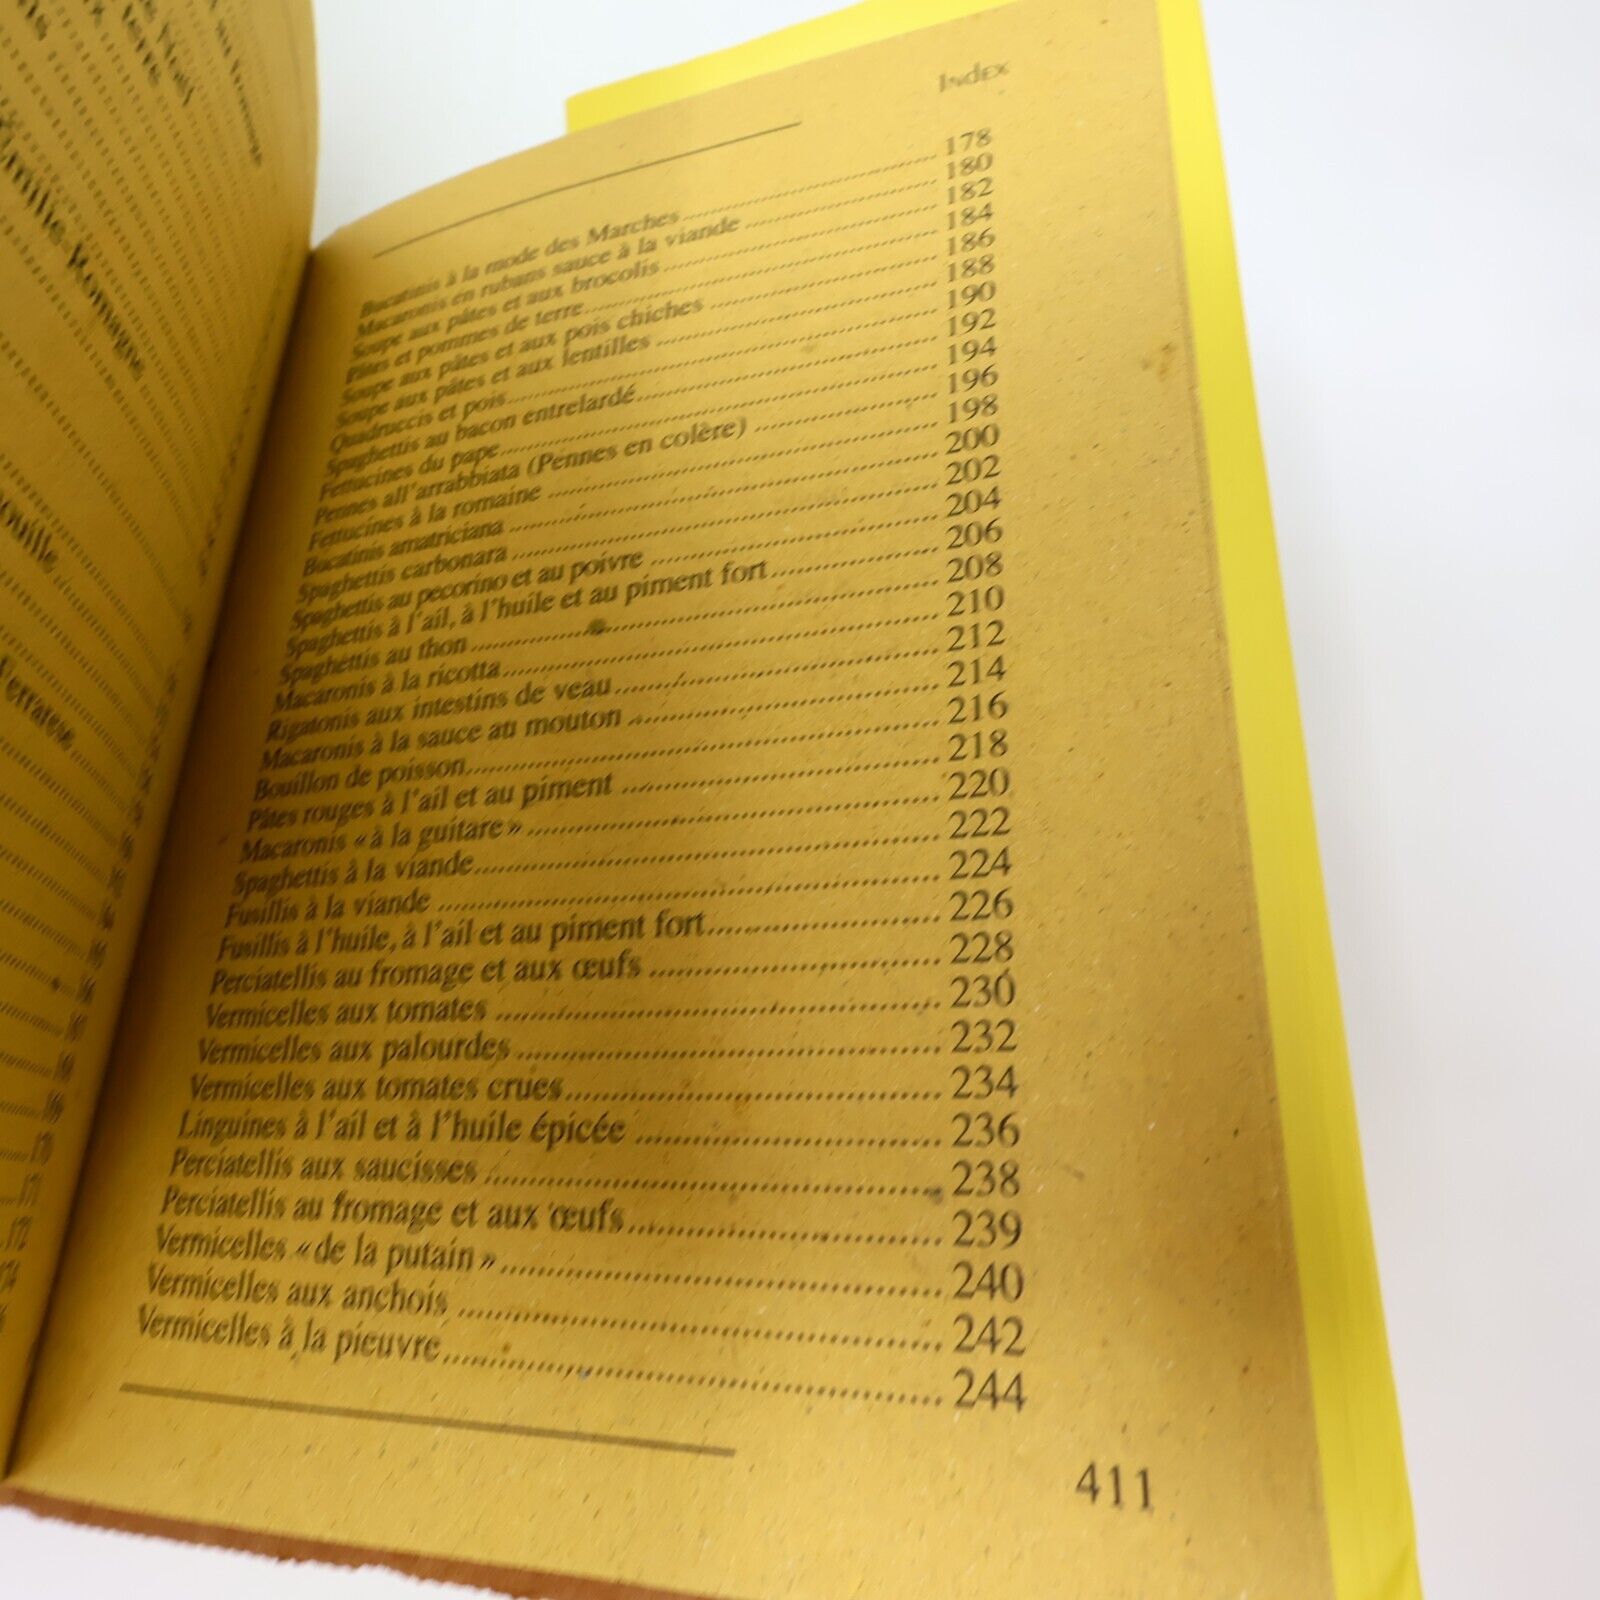 Index
Bucatinis à la mode des Marches 178
Macaronis en rubans sauce à la viande 180
Soupe aux pâtes et aux brocolis 182
Pâtes et pommes de terre 184
Soupe aux pâtes et aux pois chiches 186
Soupe aux pâtes et aux lentilles 188
Quadruccis et pois 190
Spaghettis au bacon entrelardé 192
Fettucines du pape 194
Pennes all'arrabbiata (Pennes en colère) 196
Fettucines à la romaine 198
Bucatinis amatriciana 200
Spaghettis carbonara 202
Spaghettis au pecorino et au poivre 204
Spaghettis à l'ail, à l'huile et au piment fort 206
Spaghettis au thon 208
Macaronis à la ricotta 210
Rigatonis aux intestins de veau 212
Macaronis à la sauce au mouton 214
Bouillon de poisson 216
Pâtes rouges à l'ail et au piment 218
Macaronis « à la guitare » 220
Spaghettis à la viande 222
Fusillis à la viande 224
Fusillis à l'huile, à l'ail et au piment fort 226
Perciatellis au fromage et aux œufs 228
Vermicelles aux tomates 230
Vermicelles aux palourdes 232
Vermicelles aux tomates crues 234
Linguines à l'ail et à l'huile épicée 236
Perciatellis aux saucisses 238
Perciatellis au fromage et aux œufs 239
Vermicelles « de la putain » 240
Vermicelles aux anchois 242
Vermicelles à la pieuvre 244
411